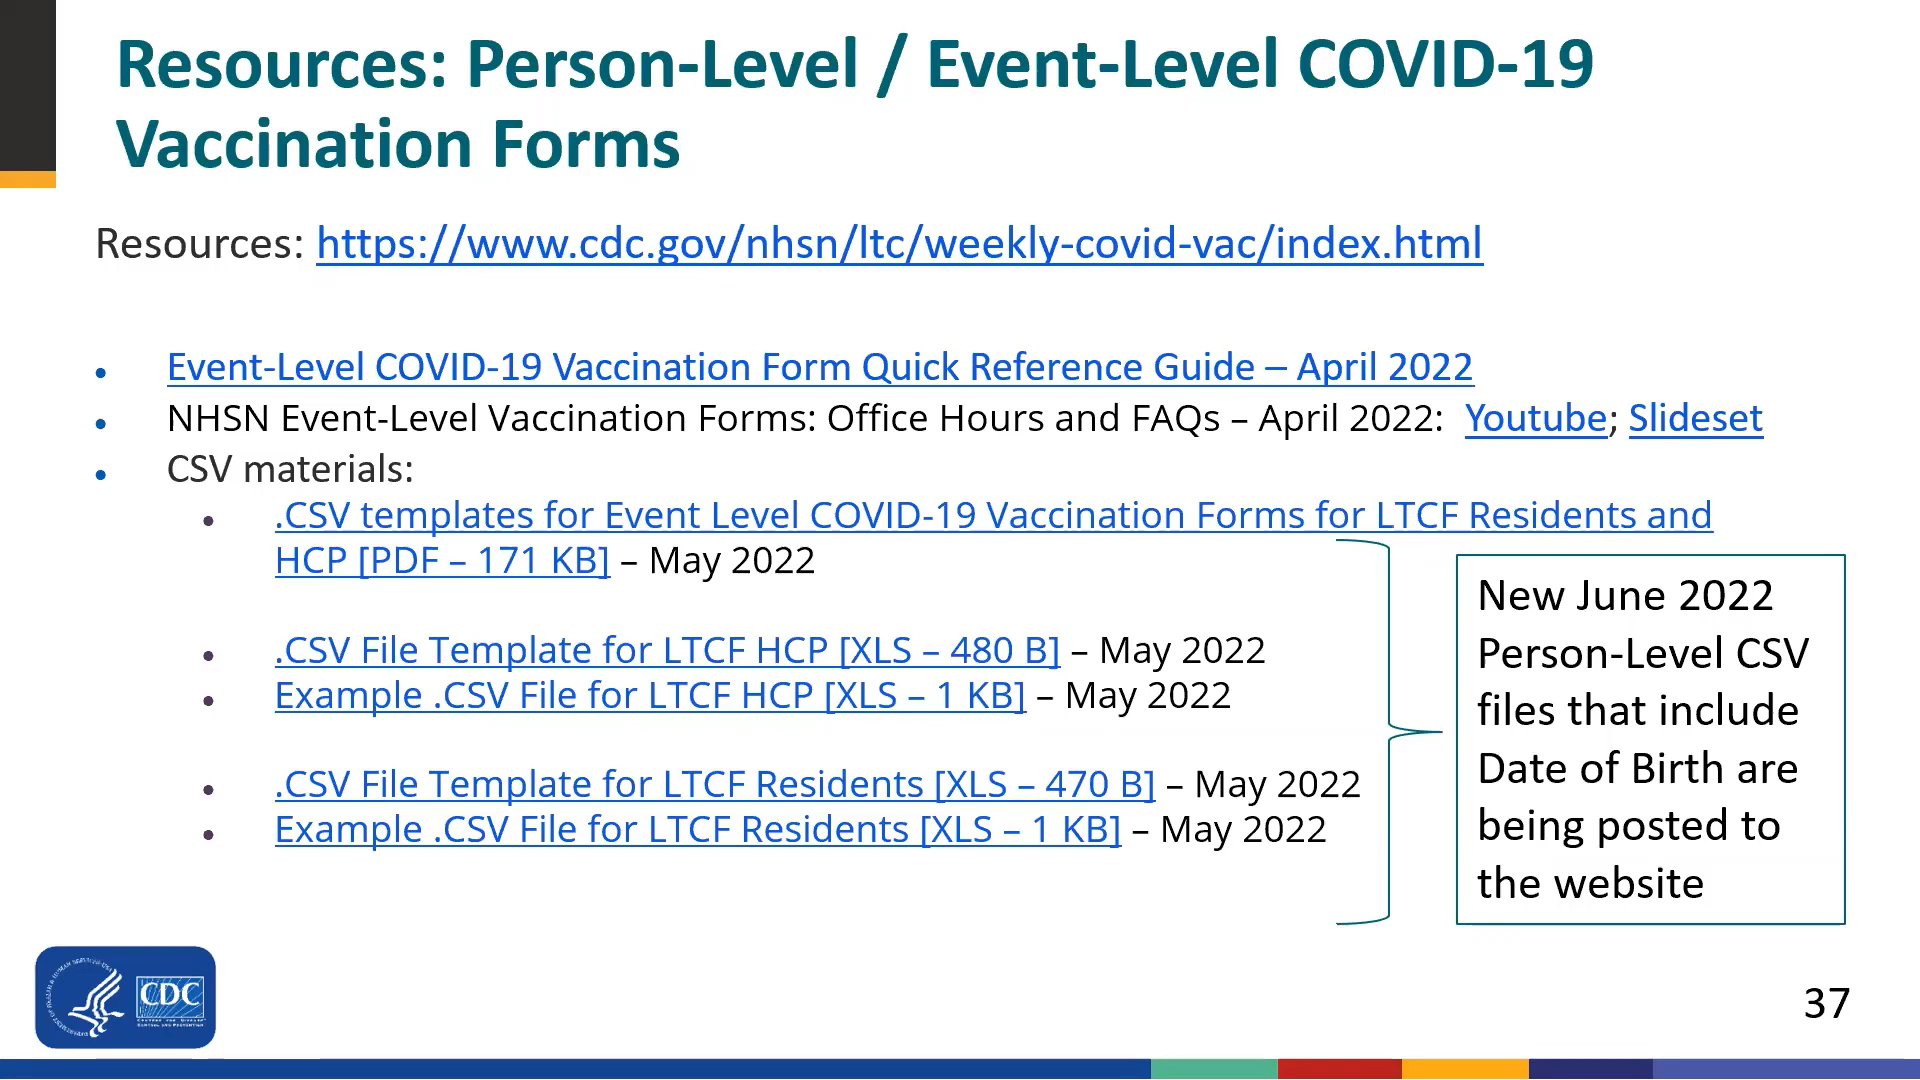 Resources: Person-Level / Event-Level COVID-19
Vaccination Forms
Resources: https://www.cdc.gov/nhsn/ltc/weekly-covid-vac/index.html
• Event-Level COVID-19 Vaccination Form Quick Reference Guide – April 2022
• NHSN Event-Level Vaccination Forms: Office Hours and FAQs – April 2022: Youtube; Slideset
• CSV materials:
• .CSV templates for Event Level COVID-19 Vaccination Forms for LTCF Residents and
HCP [PDF – 171 KB] – May 2022
• .CSV File Template for LTCF HCP [XLS – 480 B] – May 2022
• Example .CSV File for LTCF HCP [XLS – 1 KB] – May 2022
• .CSV File Template for LTCF Residents [XLS – 470 B] – May 2022
• Example .CSV File for LTCF Residents [XLS – 1 KB] – May 2022
New June 2022
Person-Level CSV
files that include
Date of Birth are
being posted to
the website
CDC
37